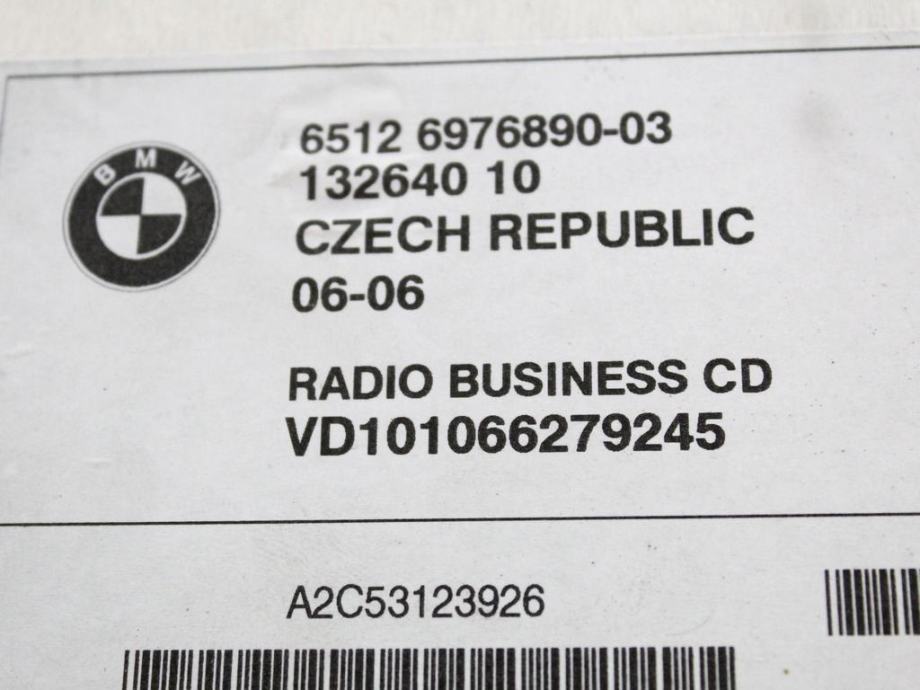 BMW
6512 6976890-03
132640 10
CZECH REPUBLIC
06-06
RADIO BUSINESS CD
VD101066279245
A2C53123926